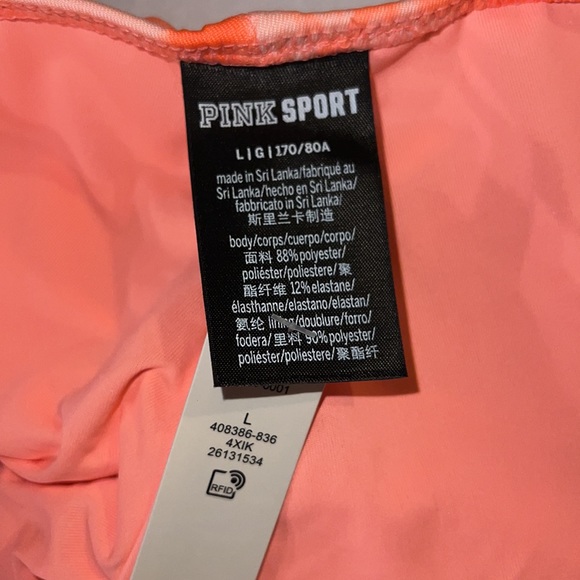 PINK SPORT
L|G|170/80A
made in Sri Lanka/fabriqué au
Sri Lanka/hecho en Sri Lanka/
fabbricato in Sri Lanka/
斯里兰卡制造
body/corps/cuerpo/corpo/
面料 88% polyester/
poliéster/poliestere/聚
酯纤维 12% elastane/
élasthanne/elastano/elastan/
氨纶 lining/doublure/forro/
fodera/里料 90% polyester/
poliéster/poliestere/聚酯纤
L
408386-836
4XIK
26131534
RFID